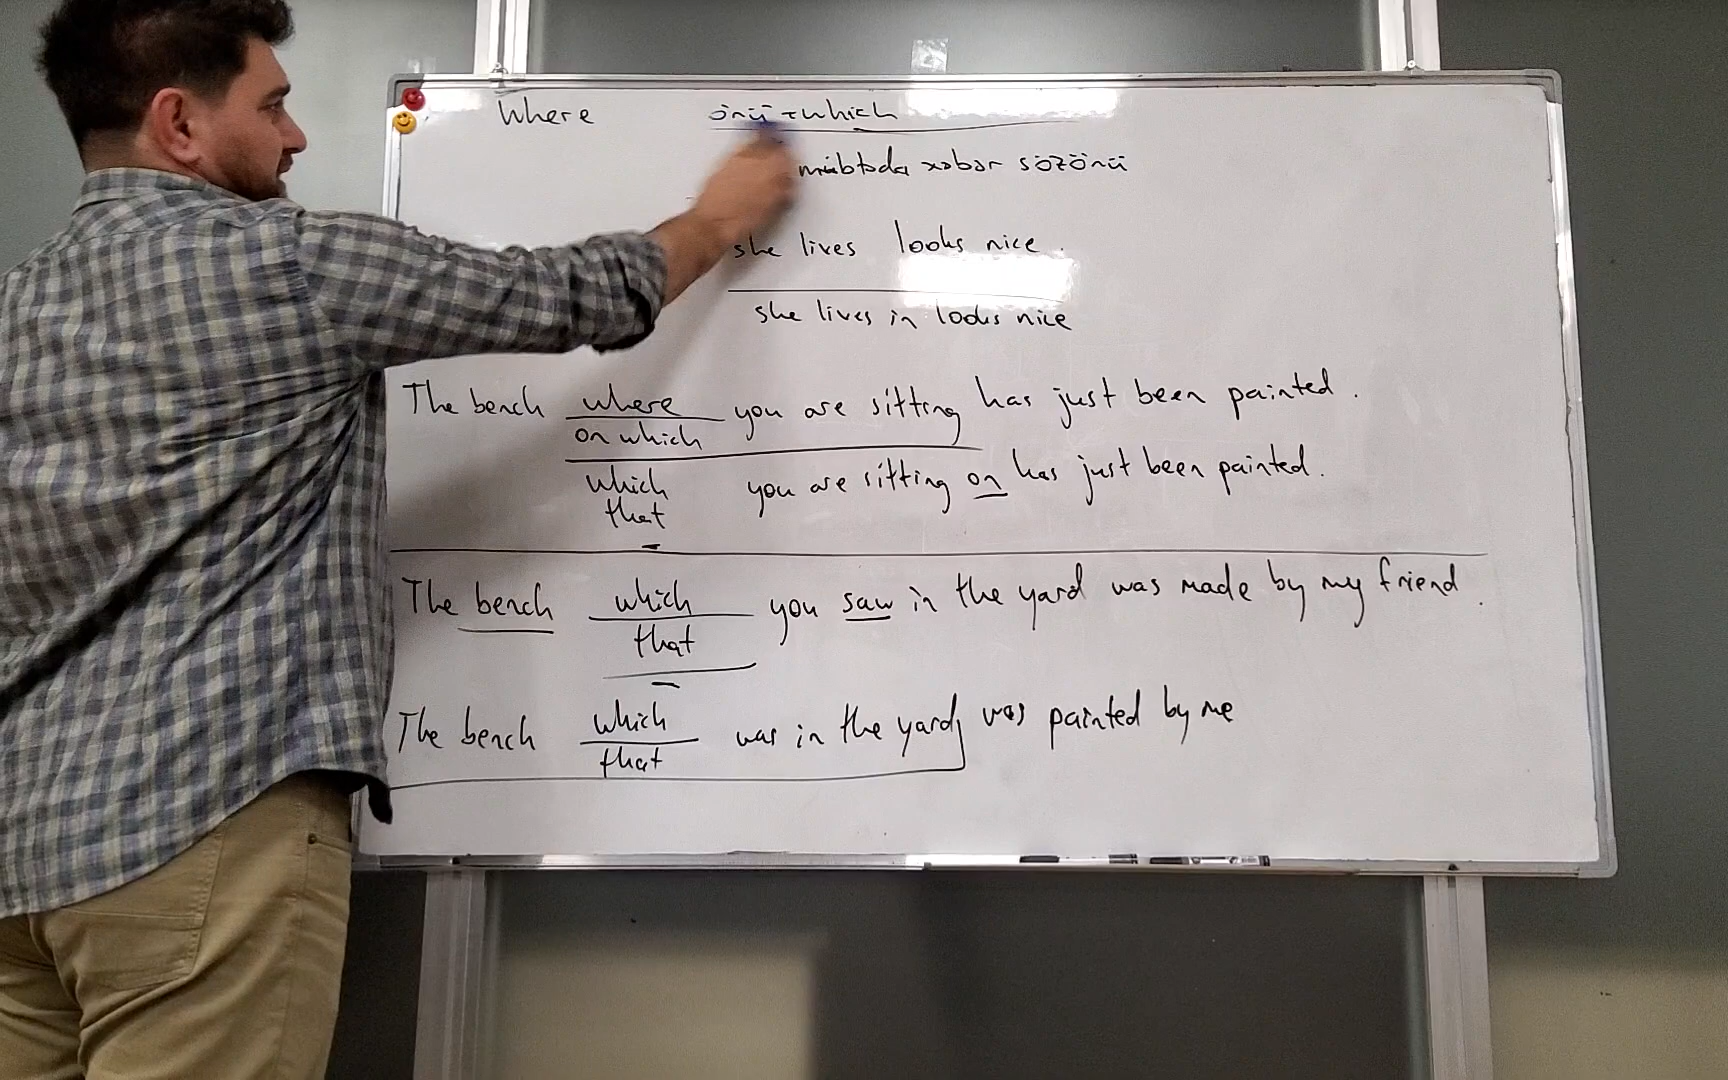 Where önü + which
mübtəda xəbər sözönü
she lives looks nice.
she lives in looks nice
The bench where you are sitting has just been painted.
on which
which you are sitting on has just been painted.
that
-
The bench which you saw in the yard was made by my friend.
that
-
The bench which was in the yard, was painted by me
that